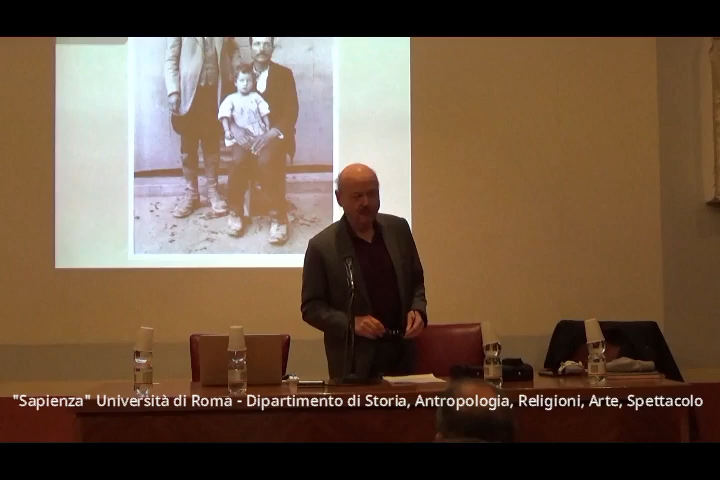 "Sapienza" Università di Roma - Dipartimento di Storia, Antropologia, Religioni, Arte, Spettacolo